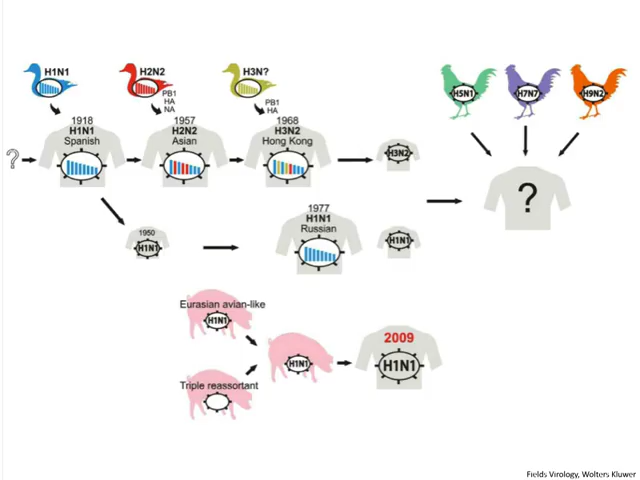 H1N1
H2N2
PB1
HA
NA
H3N?
PB1
HA
H5N1
H7N7
H9N2
?
1918
H1N1
Spanish
1957
H2N2
Asian
1968
H3N2
Hong Kong
H3N2
?
1950
H1N1
1977
H1N1
Russian
H1N1
Eurasian avian-like
H1N1
Triple reassortant
H1N1
2009
H1N1
Fields Virology, Wolters Kluwer